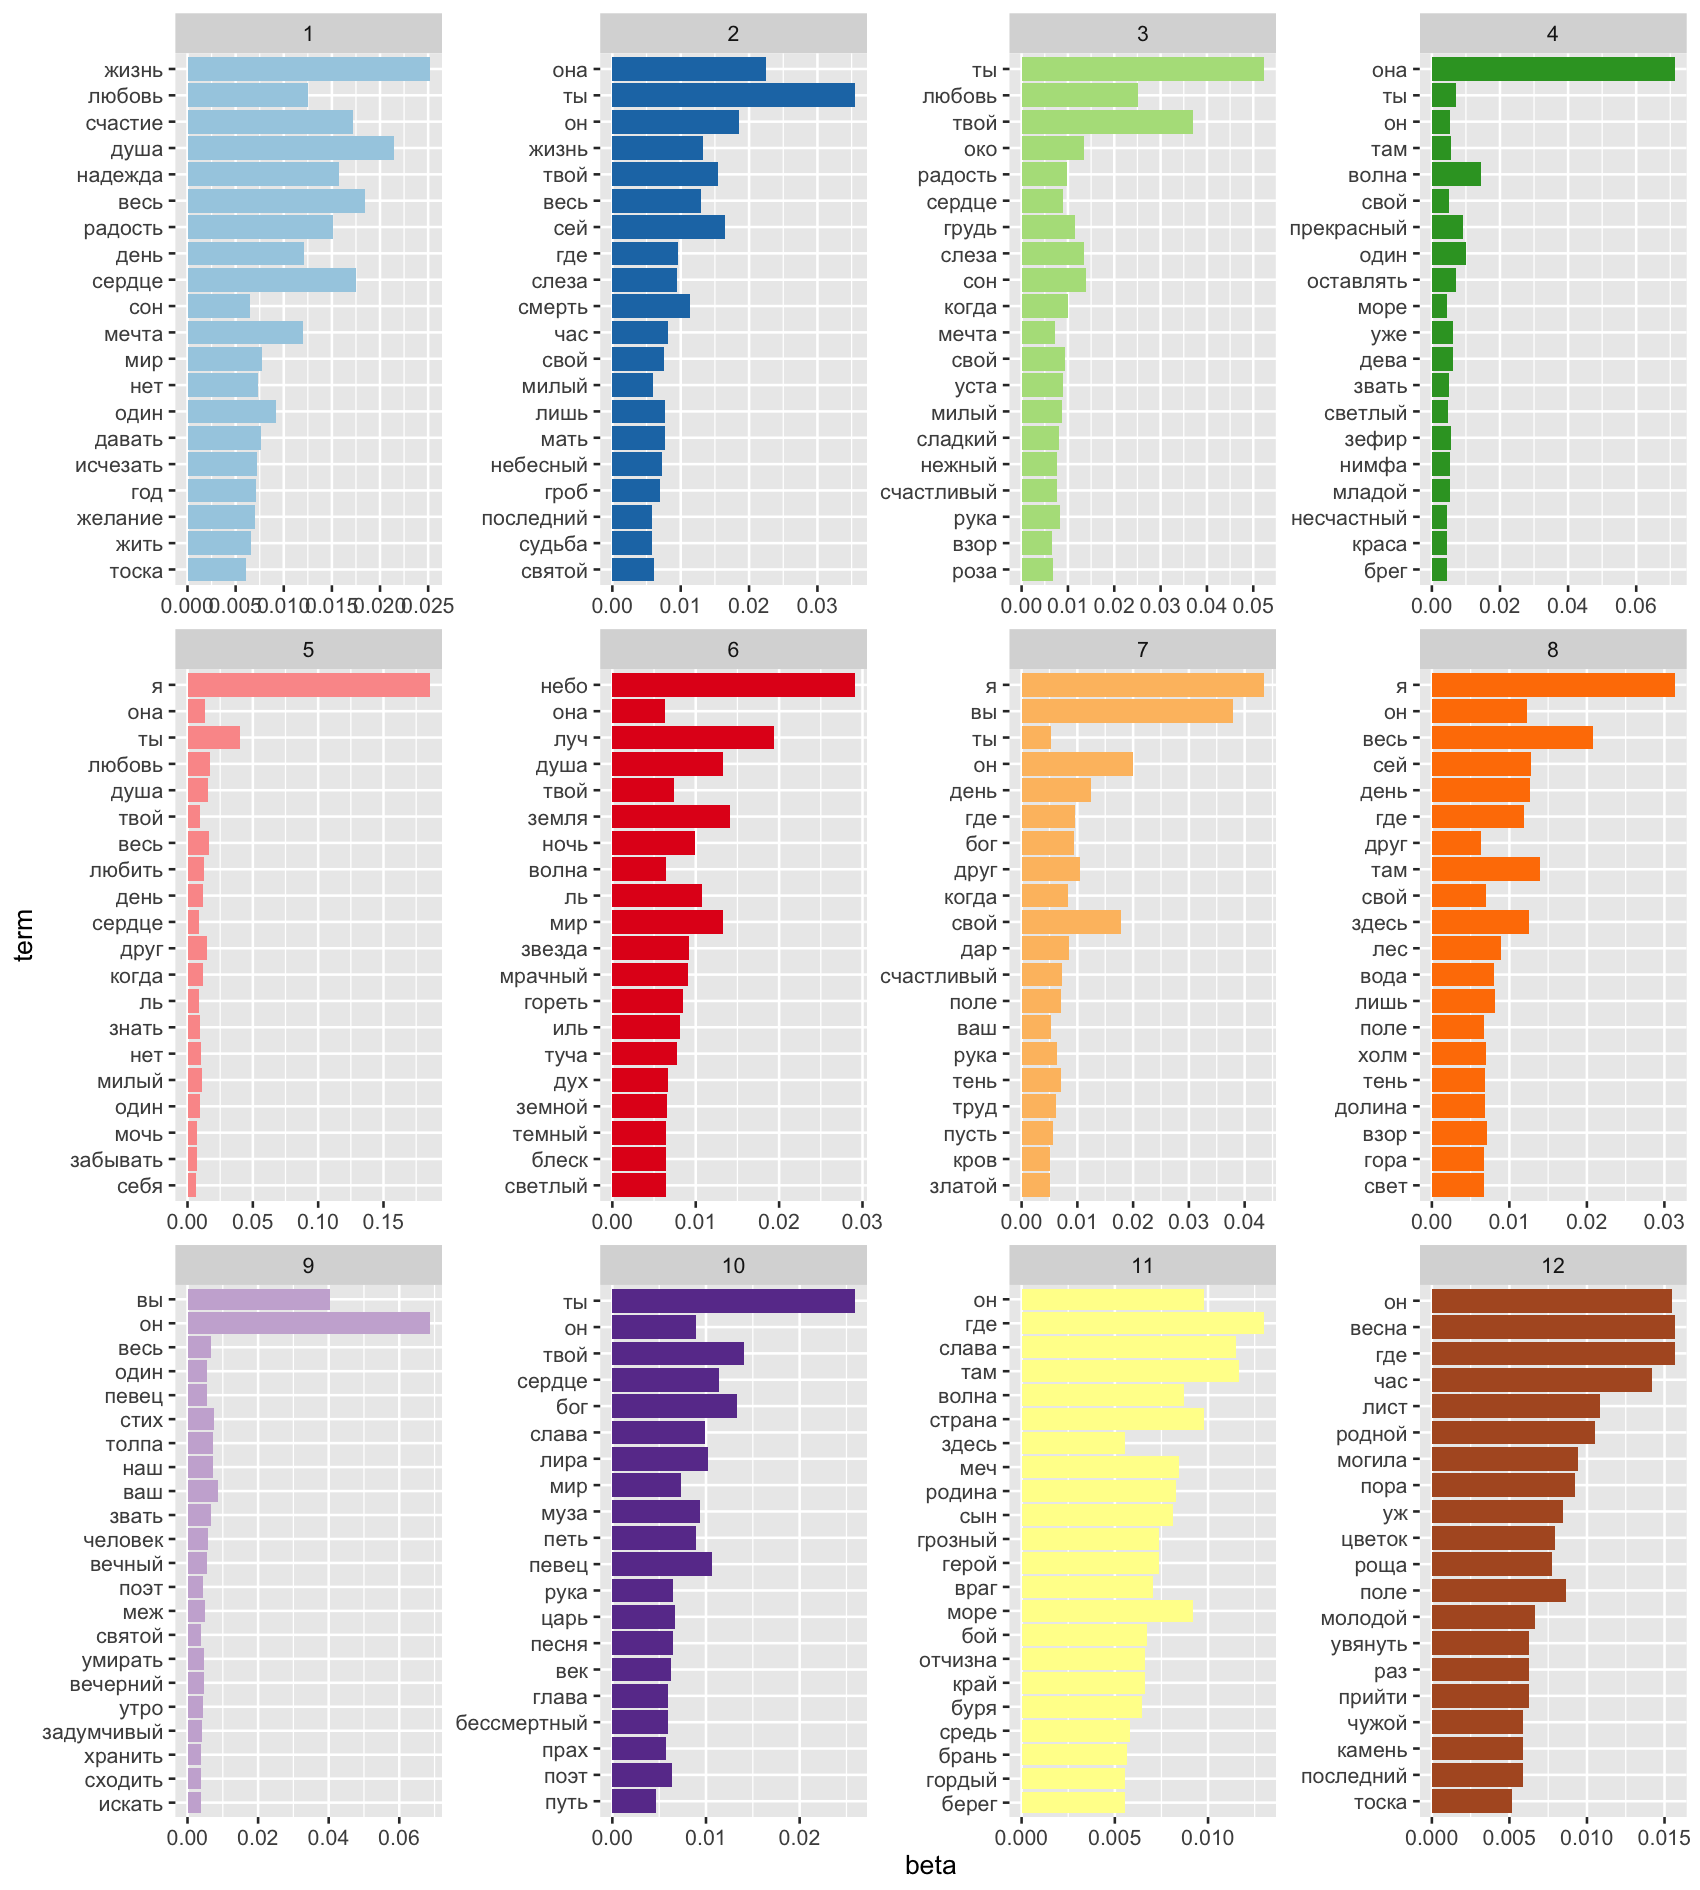 1
жизнь
любовь
счастие
душа
надежда
весь
радость
день
сердце
сон
мечта
мир
нет
один
давать
исчезать
год
желание
жить
тоска
0.000 0.005 0.010 0.015 0.020 0.025
2
она
ты
он
жизнь
твой
весь
сей
где
слеза
смерть
час
свой
милый
лишь
мать
небесный
гроб
последний
судьба
святой
0.00 0.01 0.02 0.03
3
ты
любовь
твой
око
радость
сердце
грудь
слеза
сон
когда
мечта
свой
уста
милый
сладкий
нежный
счастливый
рука
взор
роза
0.00 0.01 0.02 0.03 0.04 0.05
4
она
ты
он
там
волна
свой
прекрасный
один
оставлять
море
уже
дева
звать
светлый
зефир
нимфа
младой
несчастный
краса
брег
0.00 0.02 0.04 0.06
term
5
я
она
ты
любовь
душа
твой
весь
любить
день
сердце
друг
когда
ль
знать
нет
милый
один
мочь
забывать
себя
0.00 0.05 0.10 0.15
6
небо
она
луч
душа
твой
земля
ночь
волна
ль
мир
звезда
мрачный
гореть
иль
туча
дух
земной
темный
блеск
светлый
0.00 0.01 0.02 0.03
7
я
вы
ты
он
день
где
бог
друг
когда
свой
дар
счастливый
поле
ваш
рука
тень
труд
пусть
кров
златой
0.00 0.01 0.02 0.03 0.04
8
я
он
весь
сей
день
где
друг
там
свой
здесь
лес
вода
лишь
поле
холм
тень
долина
взор
гора
свет
0.00 0.01 0.02 0.03
9
вы
он
весь
один
певец
стих
толпа
наш
ваш
звать
человек
вечный
поэт
меж
святой
умирать
вечерний
утро
задумчивый
хранить
сходить
искать
0.00 0.02 0.04 0.06
10
ты
он
твой
сердце
бог
слава
лира
мир
муза
петь
певец
рука
царь
песня
век
глава
бессмертный
прах
поэт
путь
0.00 0.01 0.02
11
он
где
слава
там
волна
страна
здесь
меч
родина
сын
грозный
герой
враг
море
бой
отчизна
край
буря
средь
брань
гордый
берег
0.000 0.005 0.010
12
он
весна
где
час
лист
родной
могила
пора
уж
цветок
роща
поле
молодой
увянуть
раз
прийти
чужой
камень
последний
тоска
0.000 0.005 0.010 0.015
beta